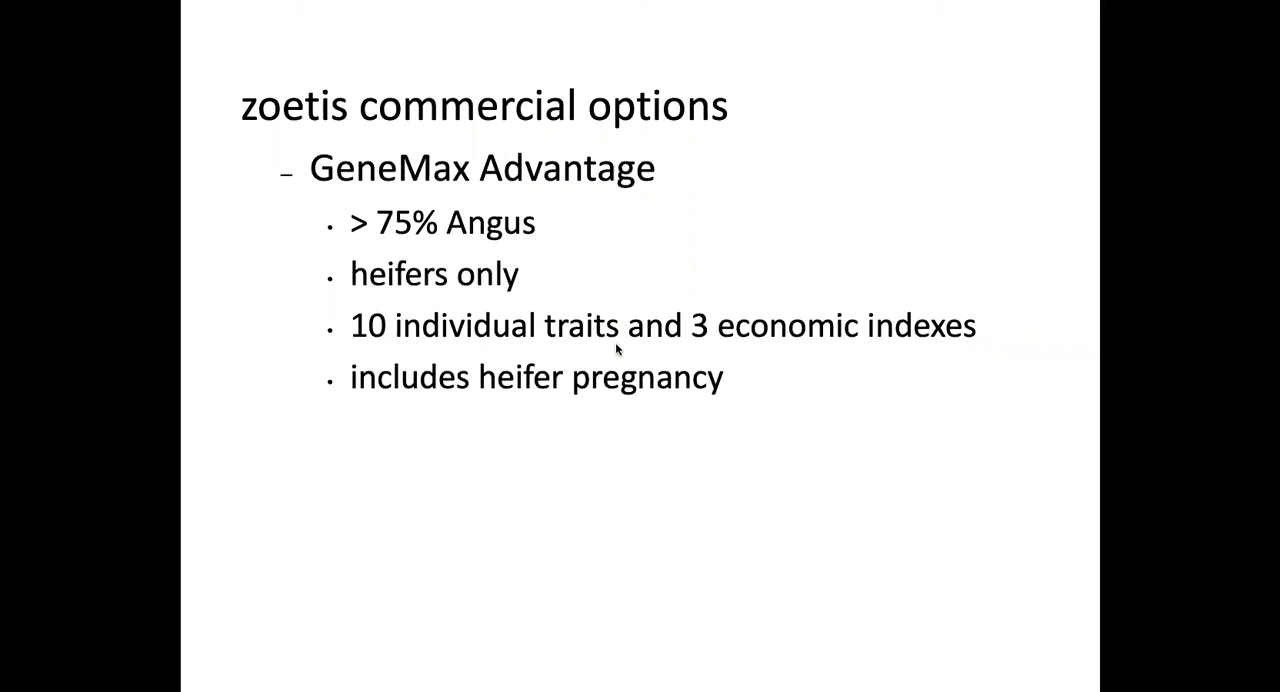 zoetis commercial options
– GeneMax Advantage
• > 75% Angus
• heifers only
• 10 individual traits and 3 economic indexes
• includes heifer pregnancy